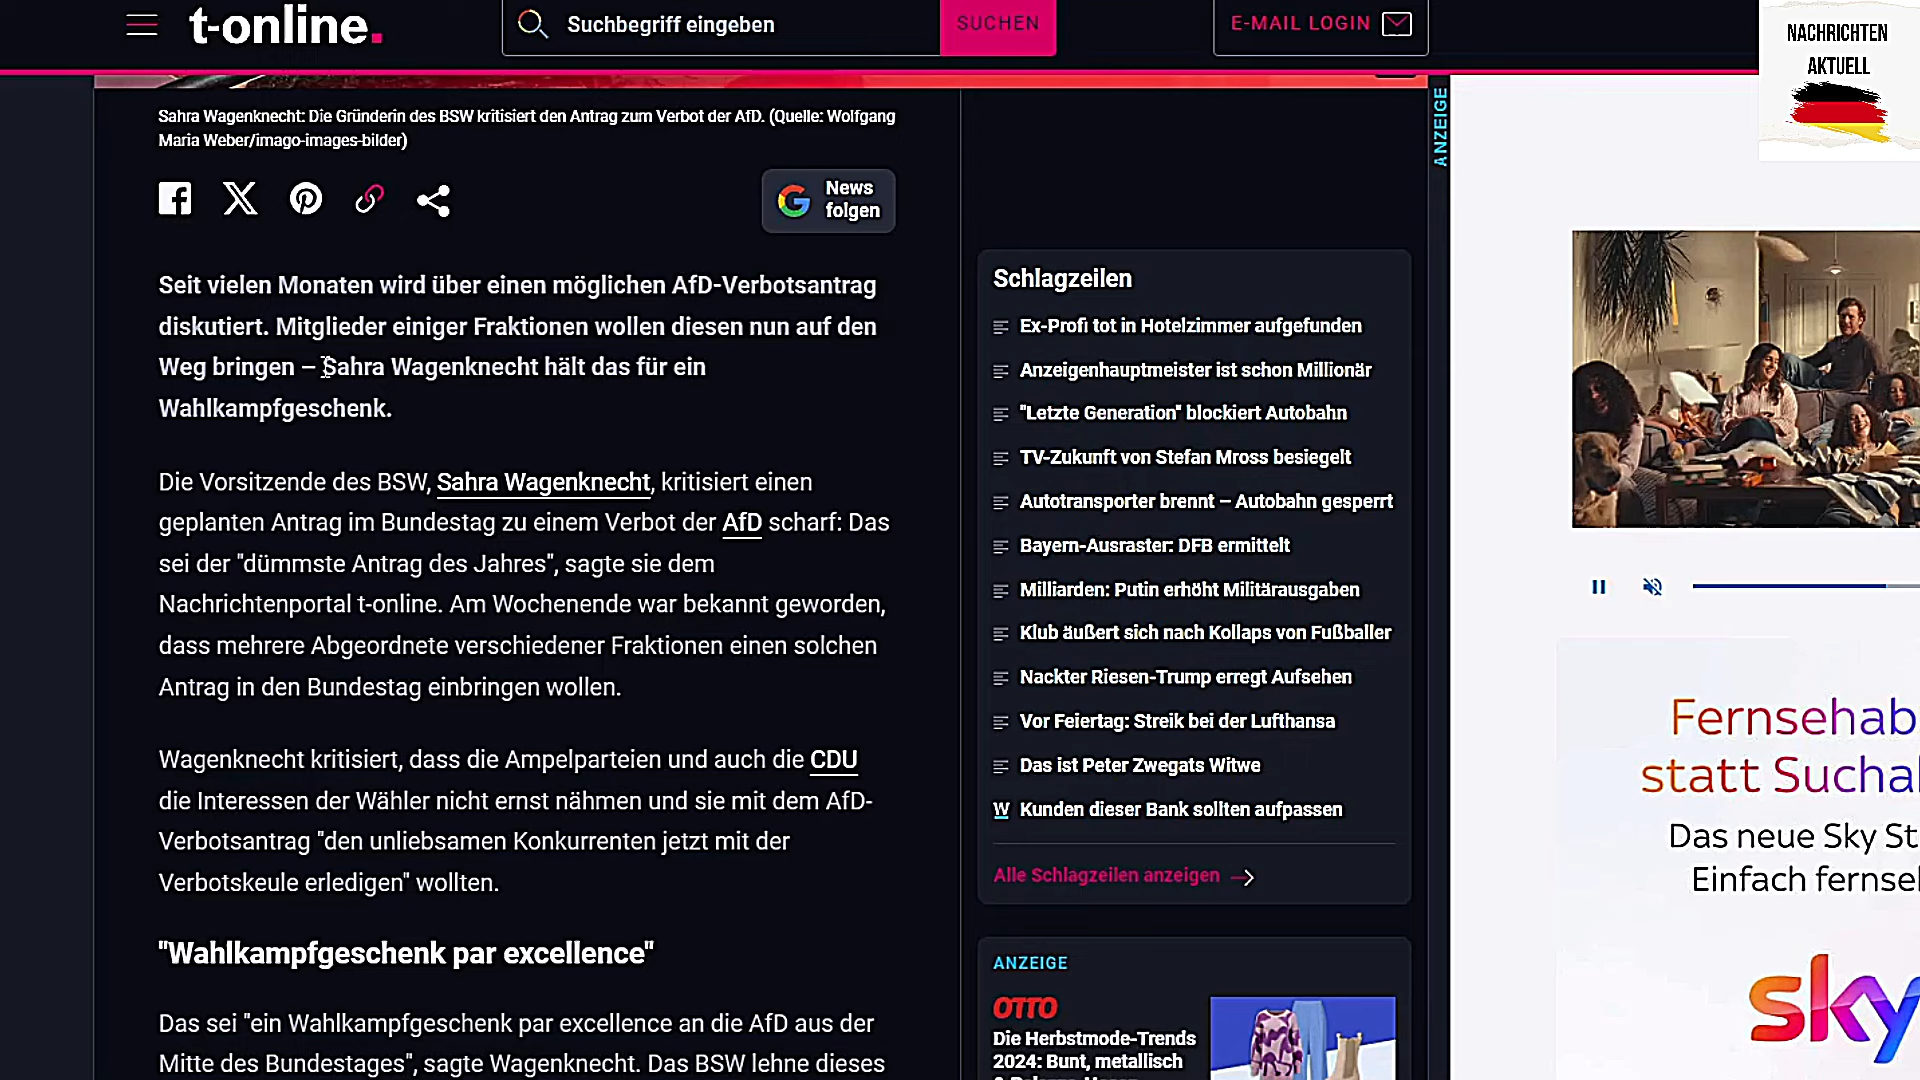 t-online.
Suchbegriff eingeben
SUCHEN
E-MAIL LOGIN
NACHRICHTEN
AKTUELL
Sahra Wagenknecht: Die Gründerin des BSW kritisiert den Antrag zum Verbot der AfD. (Quelle: Wolfgang
Maria Weber/imago-images-bilder)
News
folgen
Seit vielen Monaten wird über einen möglichen AfD-Verbotsantrag
diskutiert. Mitglieder einiger Fraktionen wollen diesen nun auf den
Weg bringen – Sahra Wagenknecht hält das für ein
Wahlkampfgeschenk.
Die Vorsitzende des BSW, Sahra Wagenknecht, kritisiert einen
geplanten Antrag im Bundestag zu einem Verbot der AfD scharf: Das
sei der "dümmste Antrag des Jahres", sagte sie dem
Nachrichtenportal t-online. Am Wochenende war bekannt geworden,
dass mehrere Abgeordnete verschiedener Fraktionen einen solchen
Antrag in den Bundestag einbringen wollen.
Wagenknecht kritisiert, dass die Ampelparteien und auch die CDU
die Interessen der Wähler nicht ernst nähmen und sie mit dem AfD-
Verbotsantrag "den unliebsamen Konkurrenten jetzt mit der
Verbotskeule erledigen" wollten.
"Wahlkampfgeschenk par excellence"
Das sei "ein Wahlkampfgeschenk par excellence an die AfD aus der
Mitte des Bundestages", sagte Wagenknecht. Das BSW lehne dieses
Schlagzeilen
Ex-Profi tot in Hotelzimmer aufgefunden
Anzeigenhauptmeister ist schon Millionär
"Letzte Generation" blockiert Autobahn
TV-Zukunft von Stefan Mross besiegelt
Autotransporter brennt – Autobahn gesperrt
Bayern-Ausraster: DFB ermittelt
Milliarden: Putin erhöht Militärausgaben
Klub äußert sich nach Kollaps von Fußballer
Nackter Riesen-Trump erregt Aufsehen
Vor Feiertag: Streik bei der Lufthansa
Das ist Peter Zwegats Witwe
W Kunden dieser Bank sollten aufpassen
Alle Schlagzeilen anzeigen
ANZEIGE
OTTO
Die Herbstmode-Trends
2024: Bunt, metallisch
ANZEIGE
Fernsehab
statt Sucha
Das neue Sky St
Einfach fernse
sky